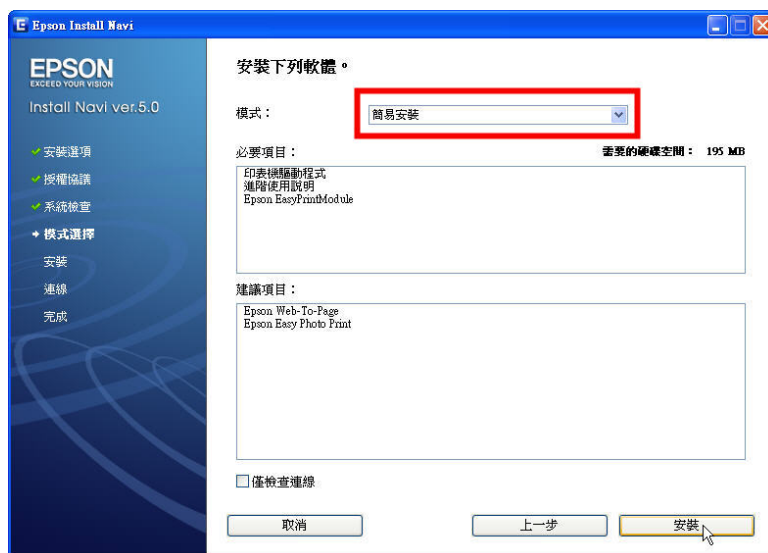 Epson Install Navi
EPSON
EXCEED YOUR VISION
Install Navi ver.5.0
安裝選項
授權協議
系統檢查
模式選擇
安裝
連線
完成
安裝下列軟體。
模式：
簡易安裝
必要項目：
需要的硬碟空間： 195 MB
印表機驅動程式
進階使用說明
Epson EasyPrintModule
建議項目：
Epson Web-To-Page
Epson Easy Photo Print
僅檢查連線
取消
上一步
安裝